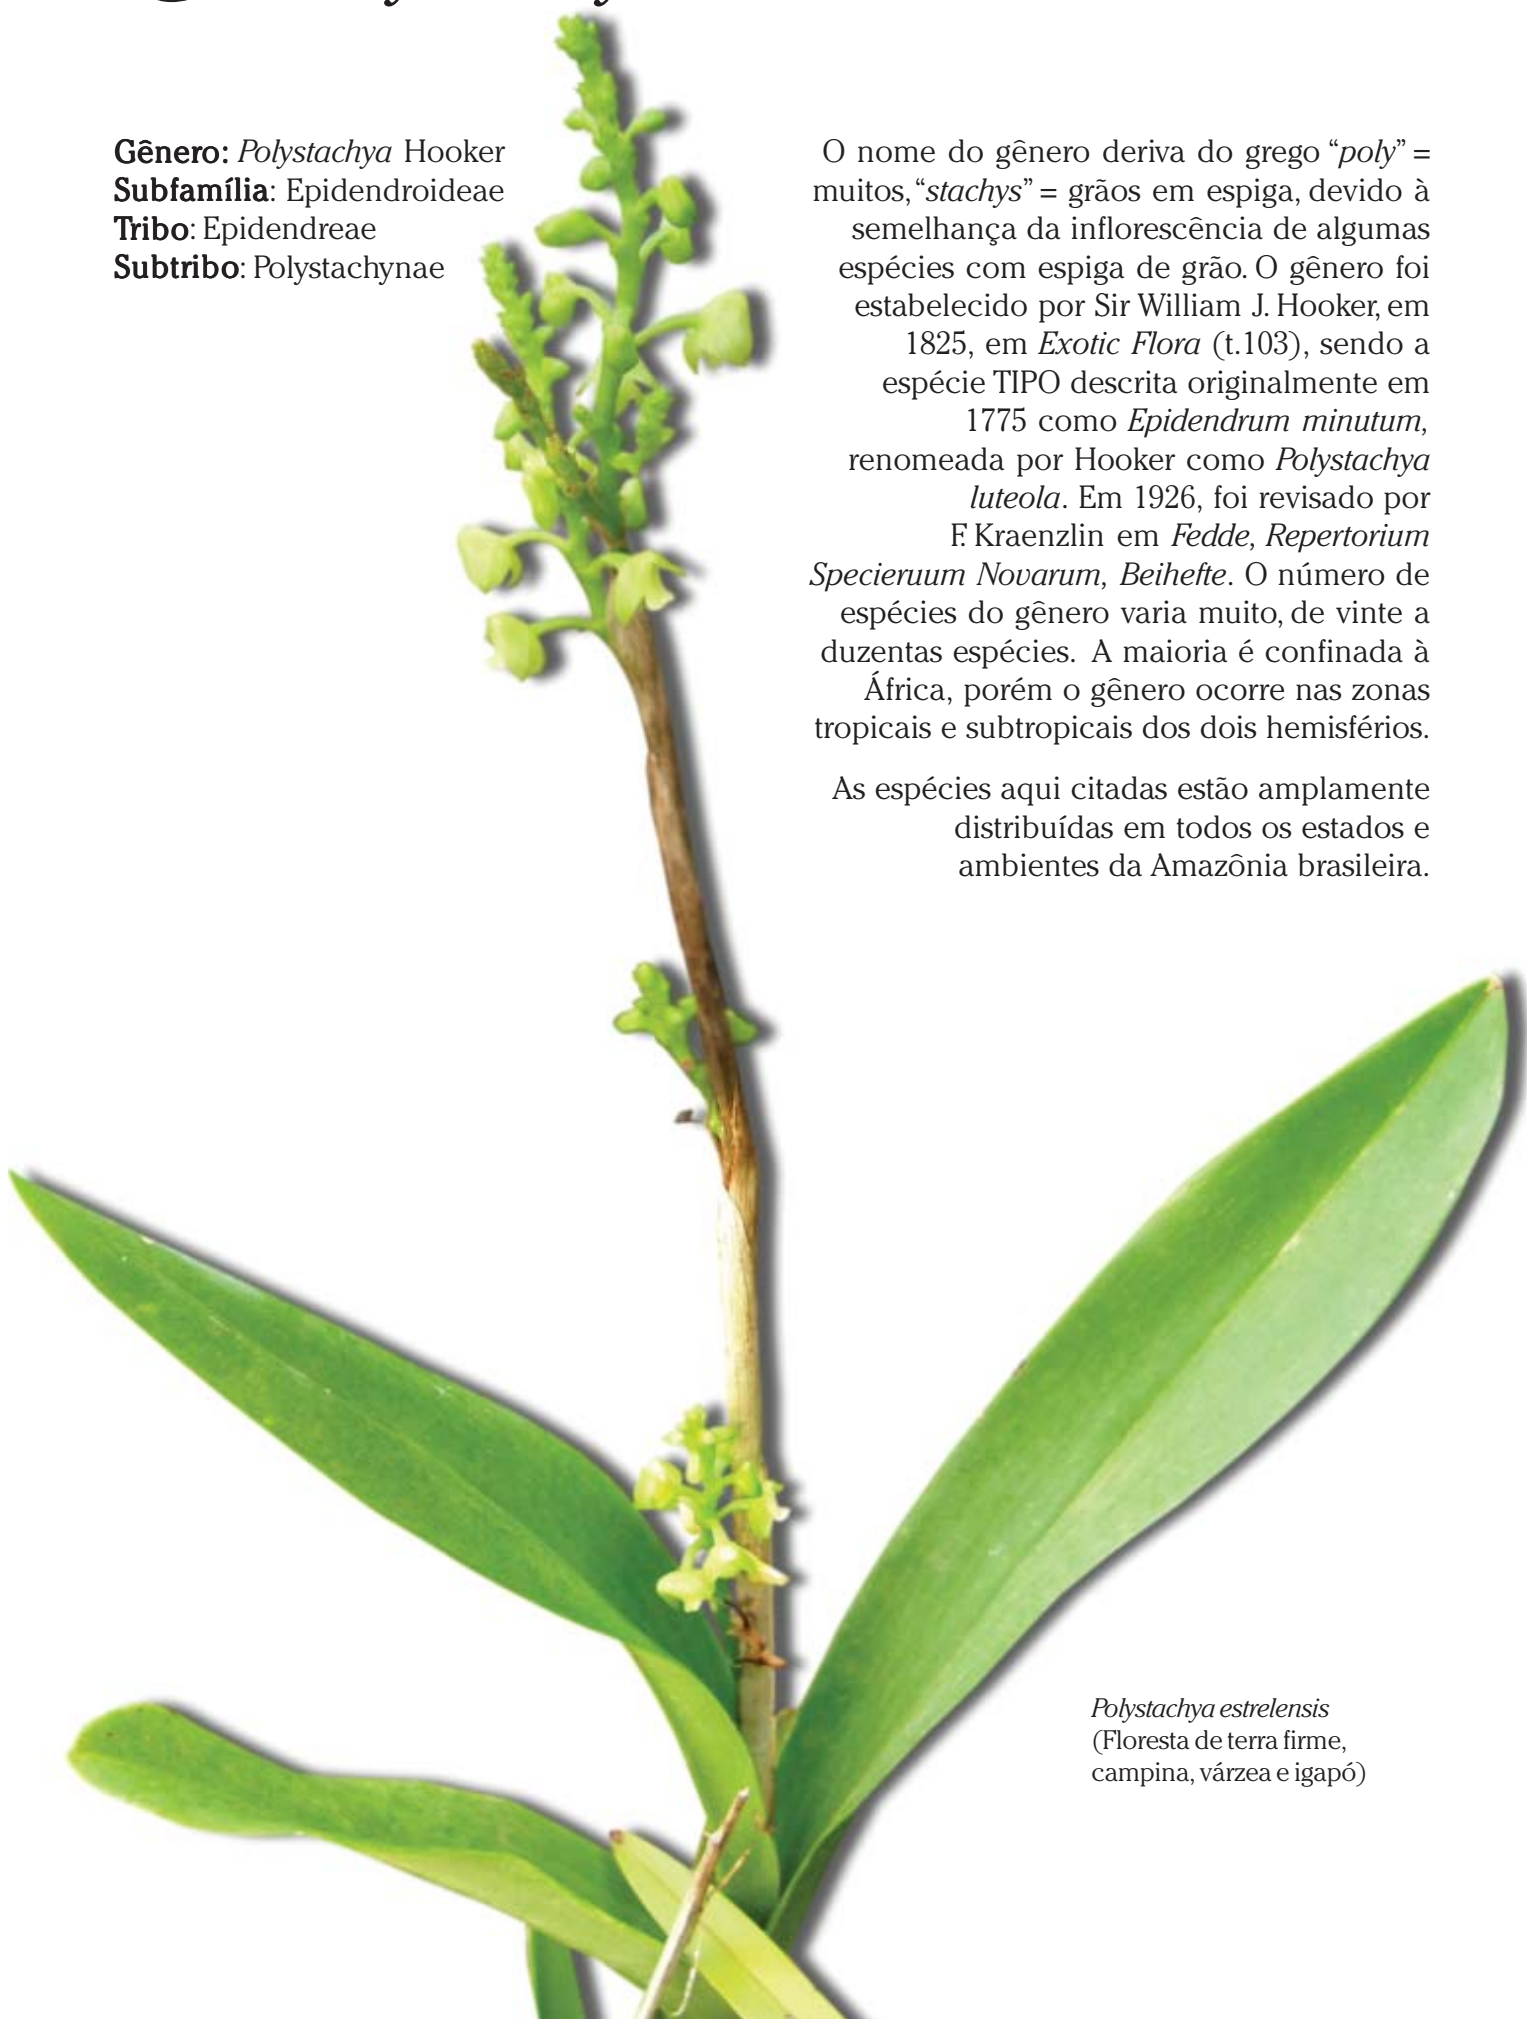 Gênero: Polystachya Hooker
Subfamília: Epidendroideae
Tribo: Epidendreae
Subtribo: Polystachynae
O nome do gênero deriva do grego “poly” =
muitos, “stachys” = grãos em espiga, devido à
semelhança da inflorescência de algumas
espécies com espiga de grão. O gênero foi
estabelecido por Sir William J. Hooker, em
1825, em Exotic Flora (t.103), sendo a
espécie TIPO descrita originalmente em
1775 como Epidendrum minutum,
renomeada por Hooker como Polystachya
luteola. Em 1926, foi revisado por
F. Kraenzlin em Fedde, Repertorium
Specieruum Novarum, Beihefte. O número de
espécies do gênero varia muito, de vinte a
duzentas espécies. A maioria é confinada à
África, porém o gênero ocorre nas zonas
tropicais e subtropicais dos dois hemisférios.
As espécies aqui citadas estão amplamente
distribuídas em todos os estados e
ambientes da Amazônia brasileira.
Polystachya estrelensis
(Floresta de terra firme,
campina, várzea e igapó)